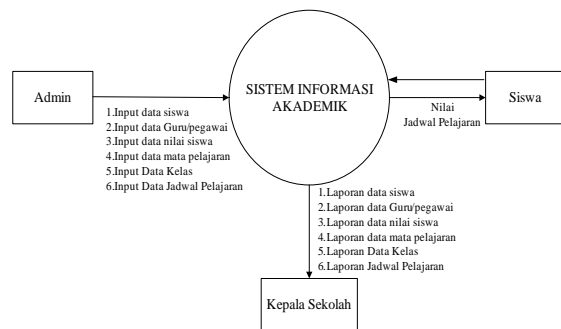 Admin
1.Input data siswa
2.Input data Guru/pegawai
3.Input data nilai siswa
4.Input data mata pelajaran
5.Input Data Kelas
6.Input Data Jadwal Pelajaran
SISTEM INFORMASI
AKADEMIK
Nilai
Jadwal Pelajaran
Siswa
1.Laporan data siswa
2.Laporan data Guru/pegawai
3.Laporan data nilai siswa
4.Laporan data mata pelajaran
5.Laporan Data Kelas
6.Laporan Jadwal Pelajaran
Kepala Sekolah